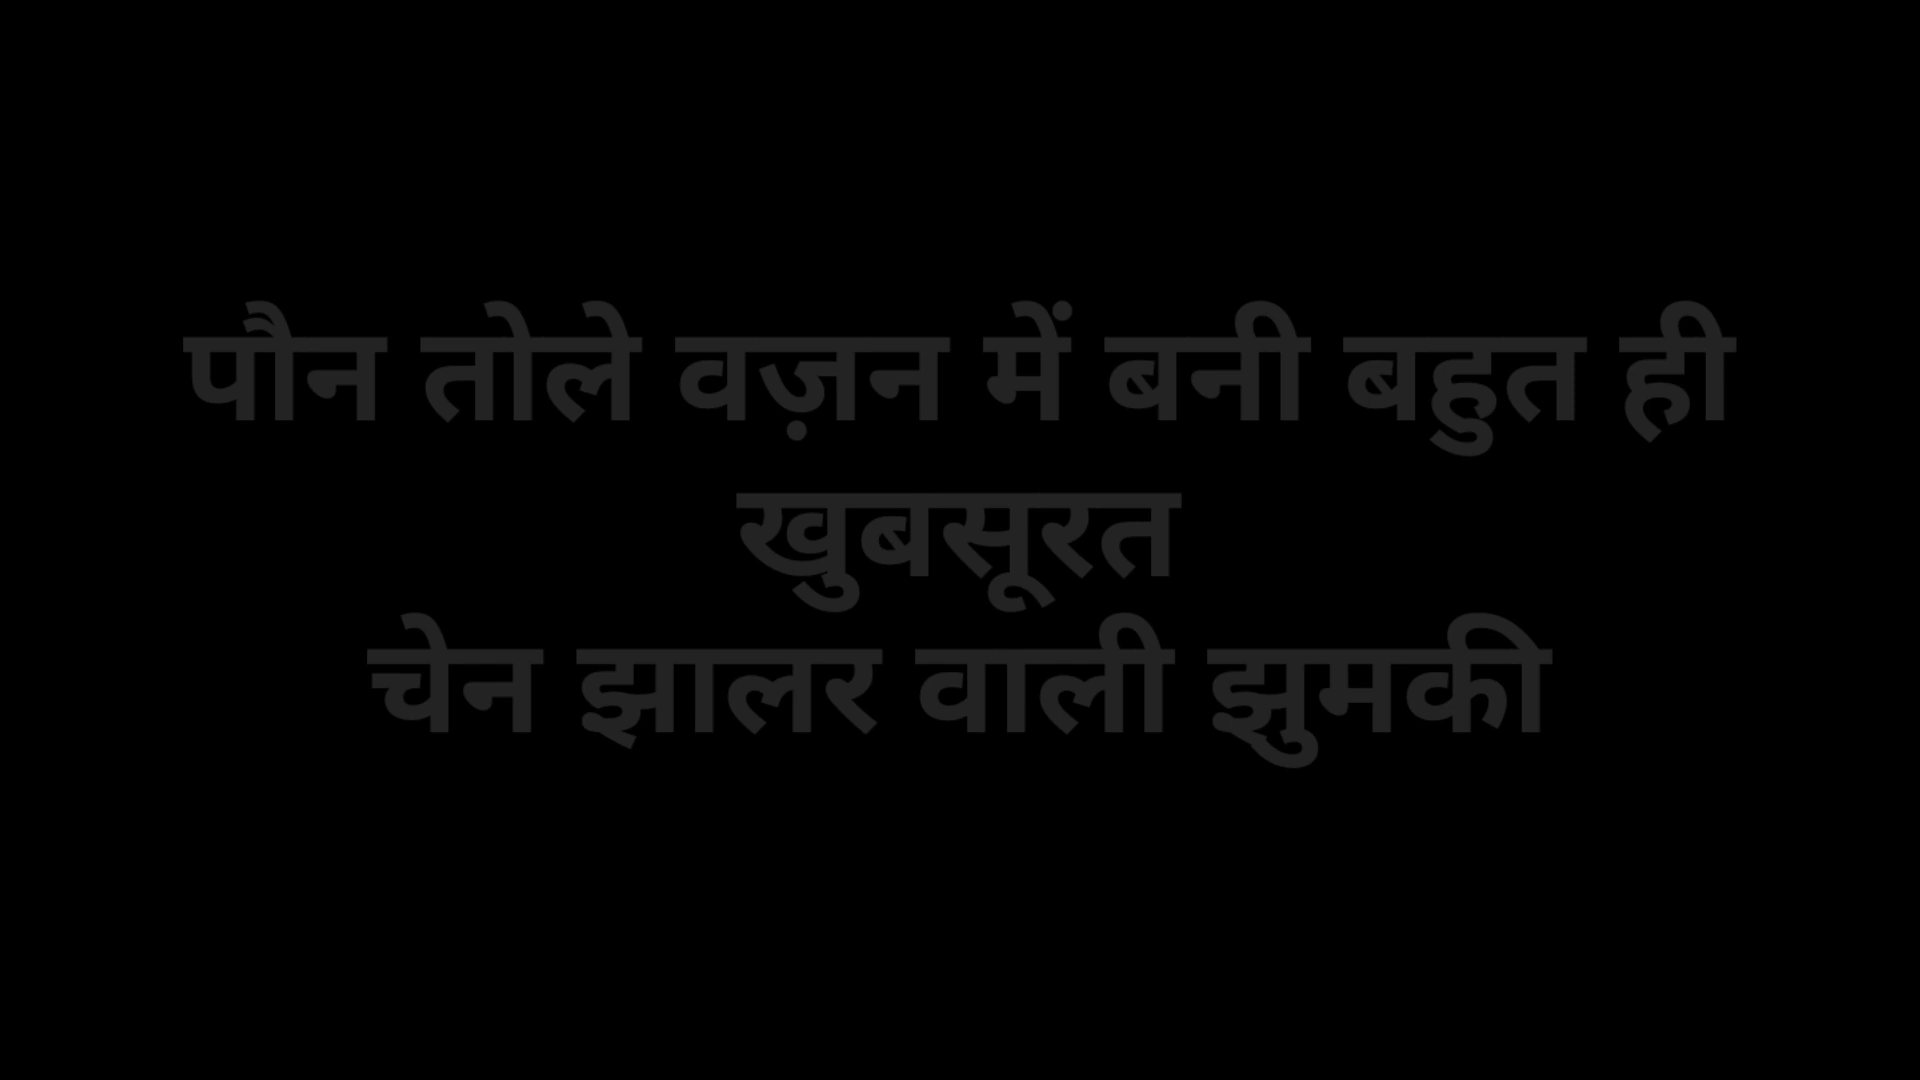 पौन तोले वज़न में बनी बहुत ही
खुबसूरत
चेन झालर वाली झुमकी